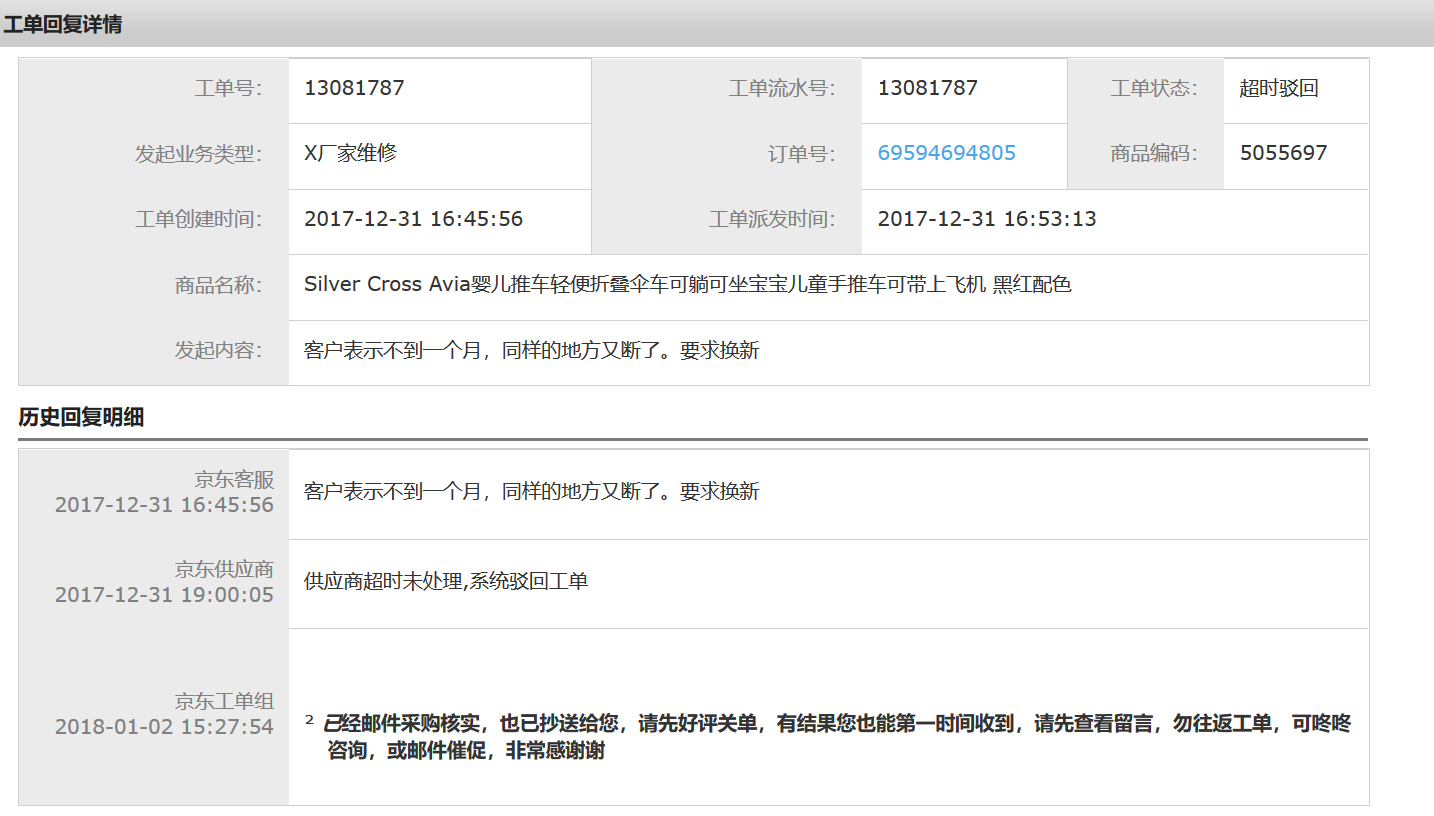 工单回复详情
工单号： 13081787 工单流水号： 13081787 工单状态： 超时驳回
发起业务类型： X厂家维修 订单号： 69594694805 商品编码： 5055697
工单创建时间： 2017-12-31 16:45:56 工单派发时间： 2017-12-31 16:53:13
商品名称： Silver Cross Avia婴儿推车轻便折叠伞车可躺可坐宝宝儿童手推车可带上飞机 黑红配色
发起内容： 客户表示不到一个月，同样的地方又断了。要求换新
历史回复明细
京东客服
2017-12-31 16:45:56
客户表示不到一个月，同样的地方又断了。要求换新
京东供应商
2017-12-31 19:00:05
供应商超时未处理,系统驳回工单
京东工单组
2018-01-02 15:27:54
² 已经邮件采购核实，也已抄送给您，请先好评关单，有结果您也能第一时间收到，请先查看留言，勿往返工单，可咚咚
咨询，或邮件催促，非常感谢谢